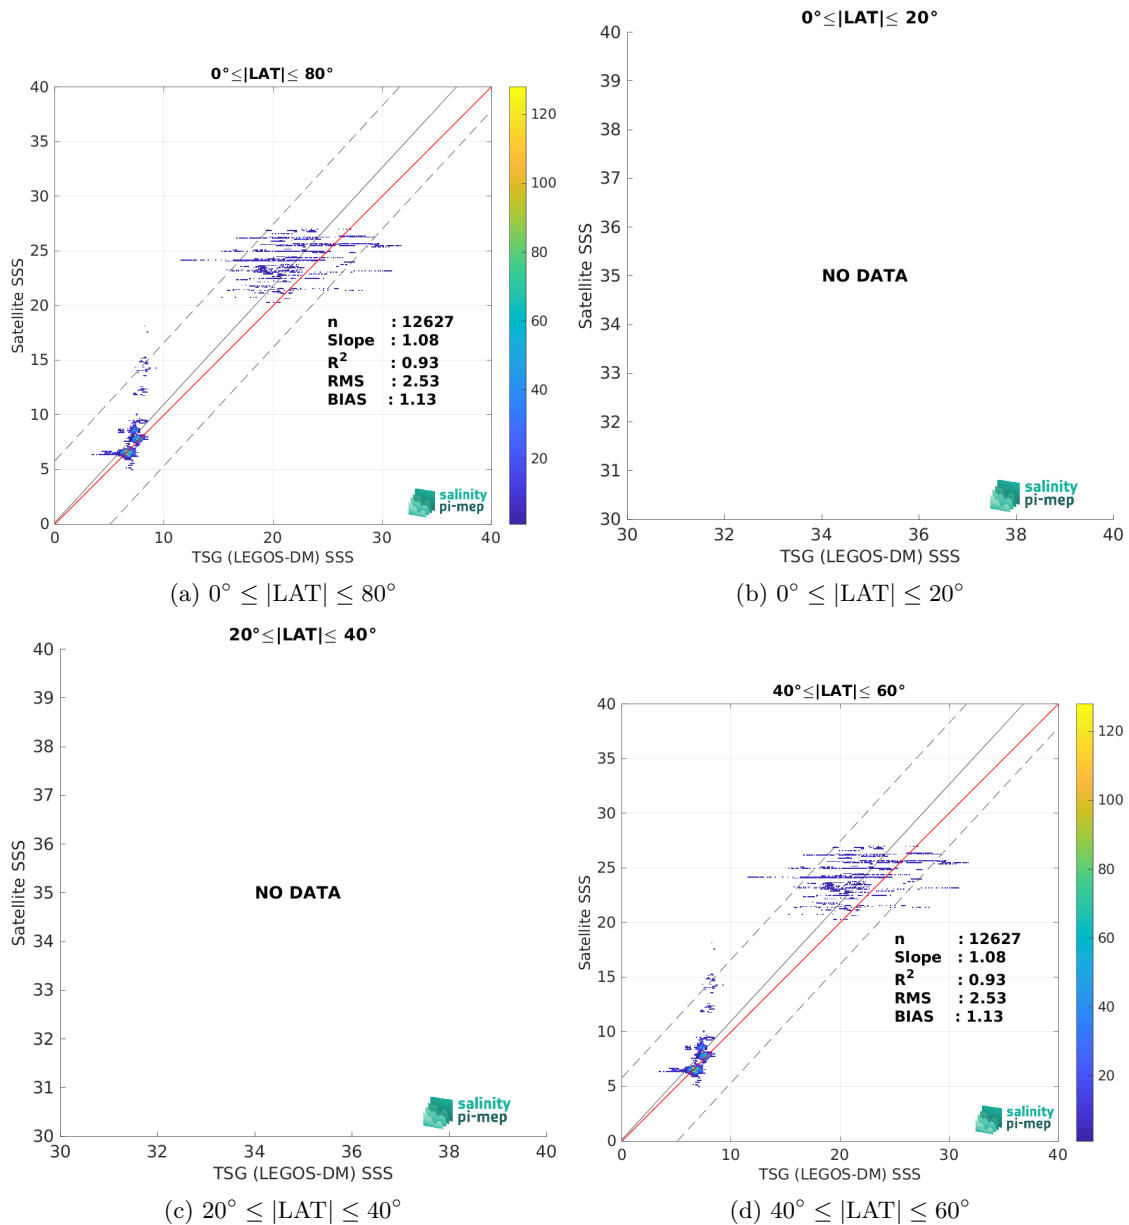 0°≤|LAT|≤ 80°
40
35
30
25
20
15
10
5
0
0
10
20
30
40
Satellite SSS
TSG (LEGOS-DM) SSS
n : 12627
Slope : 1.08
R² : 0.93
RMS : 2.53
BIAS : 1.13
salinity
pi-mep
120
100
80
60
40
20
(a) 0° ≤ |LAT| ≤ 80°
0°≤|LAT|≤ 20°
40
39
38
37
36
35
34
33
32
31
30
30
32
34
36
38
40
Satellite SSS
NO DATA
TSG (LEGOS-DM) SSS
salinity
pi-mep
(b) 0° ≤ |LAT| ≤ 20°
20°≤|LAT|≤ 40°
40
39
38
37
36
35
34
33
32
31
30
30
32
34
36
38
40
Satellite SSS
NO DATA
TSG (LEGOS-DM) SSS
salinity
pi-mep
(c) 20° ≤ |LAT| ≤ 40°
40°≤|LAT|≤ 60°
40
35
30
25
20
15
10
5
0
0
10
20
30
40
Satellite SSS
TSG (LEGOS-DM) SSS
n : 12627
Slope : 1.08
R² : 0.93
RMS : 2.53
BIAS : 1.13
salinity
pi-mep
120
100
80
60
40
20
(d) 40° ≤ |LAT| ≤ 60°